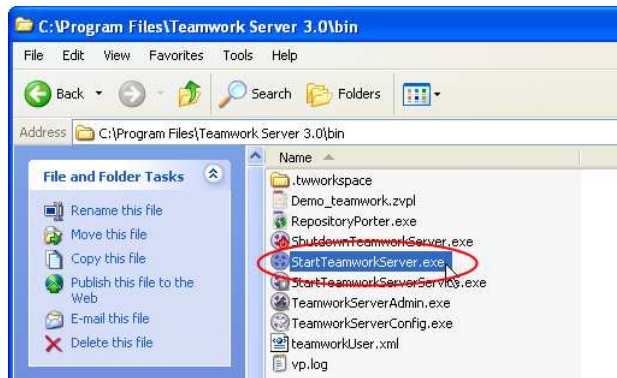 C:\Program Files\Teamwork Server 3.0\bin
File Edit View Favorites Tools Help
Back Search Folders
Address C:\Program Files\Teamwork Server 3.0\bin
File and Folder Tasks
Rename this file
Move this file
Copy this file
Publish this file to the
Web
E-mail this file
Delete this file
Name
.twworkspace
Demo_teamwork.zvpl
RepositoryPorter.exe
ShutdownTeamworkServer.exe
StartTeamworkServer.exe
StartTeamworkServerService.exe
TeamworkServerAdmin.exe
TeamworkServerConfig.exe
teamworkUser.xml
vp.log